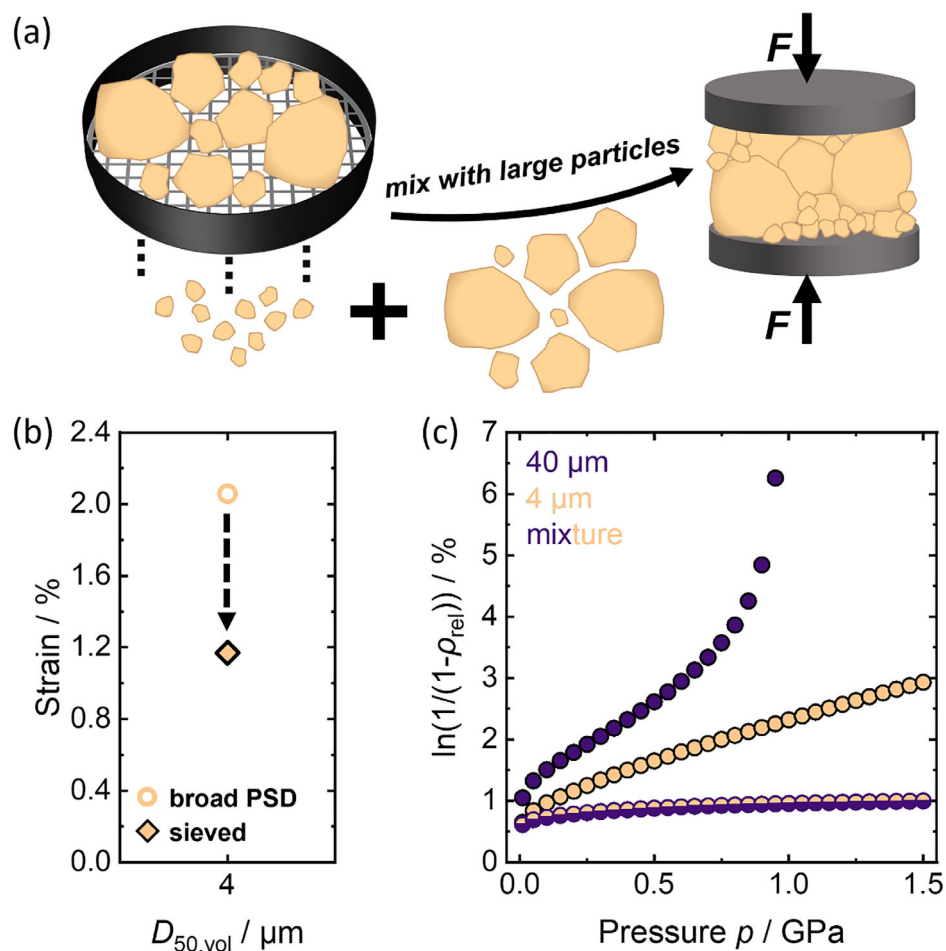 (a)
F
mix with large particles
+
F
(b)
2.4
2.0
1.6
1.2
0.8
0.4
0.0
Strain / %
broad PSD
sieved
4
D50,vol / µm
(c)
7
6
5
4
3
2
1
0
ln(1/(1-ρrel)) / %
40 µm
4 µm
mixture
0.0 0.5 1.0 1.5
Pressure p / GPa